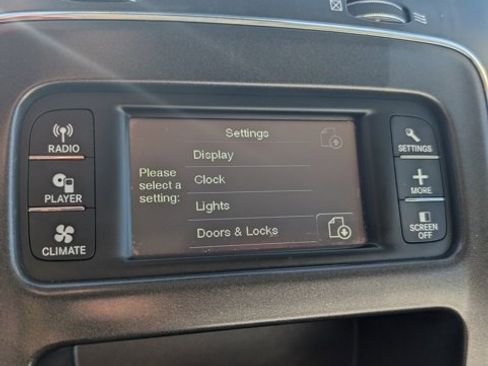 RADIO
PLAYER
CLIMATE
Settings
Please
select a
setting:
Display
Clock
Lights
Doors & Locks
SETTINGS
MORE
SCREEN
OFF